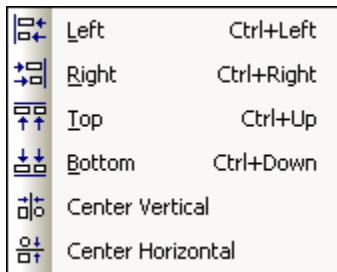 Left Ctrl+Left
Right Ctrl+Right
Top Ctrl+Up
Bottom Ctrl+Down
Center Vertical
Center Horizontal